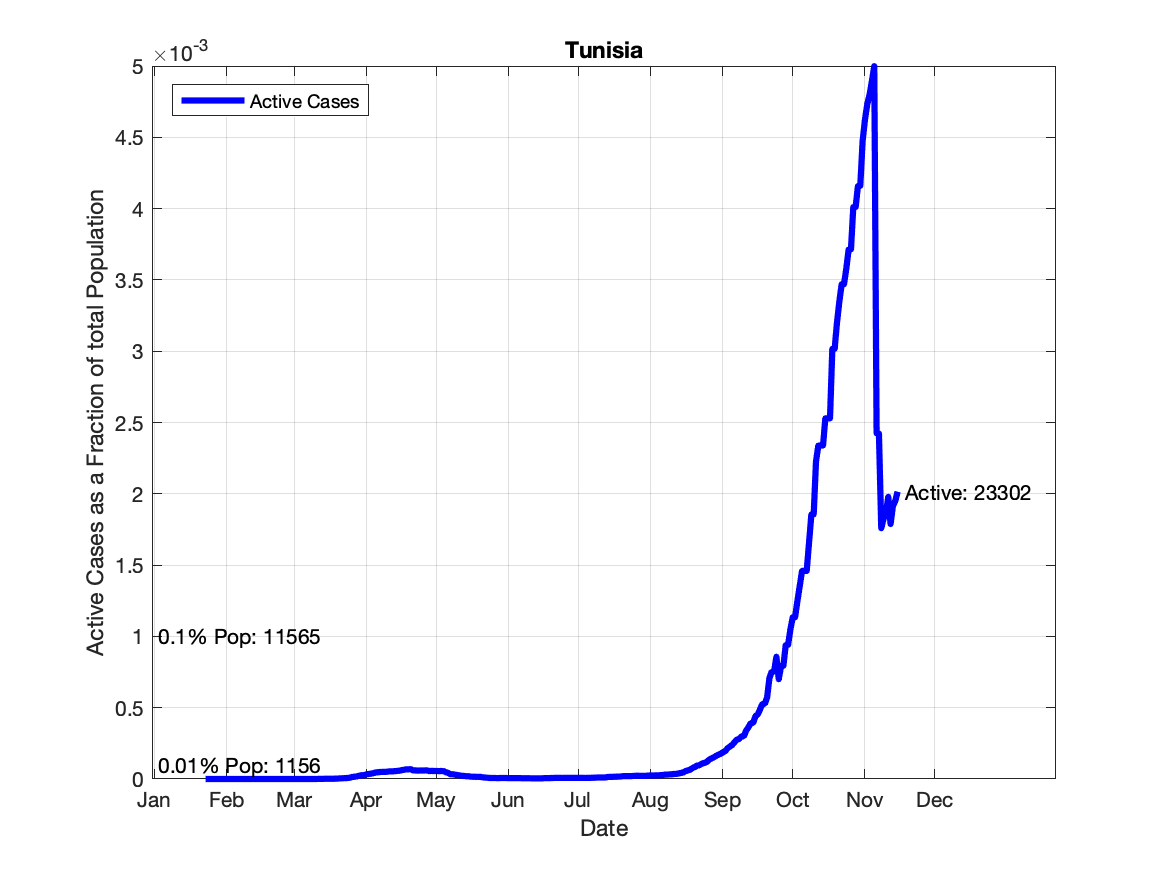 Tunisia
×10-3
Active Cases
5
4.5
4
3.5
3
2.5
2
1.5
1
0.5
0
Active Cases as a Fraction of total Population
Active: 23302
0.1% Pop: 11565
0.01% Pop: 1156
Jan Feb Mar Apr May Jun Jul Aug Sep Oct Nov Dec
Date